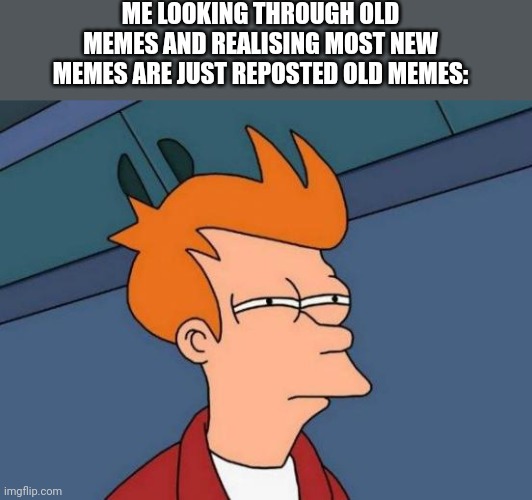 ME LOOKING THROUGH OLD
MEMES AND REALISING MOST NEW
MEMES ARE JUST REPOSTED OLD MEMES:
imgflip.com